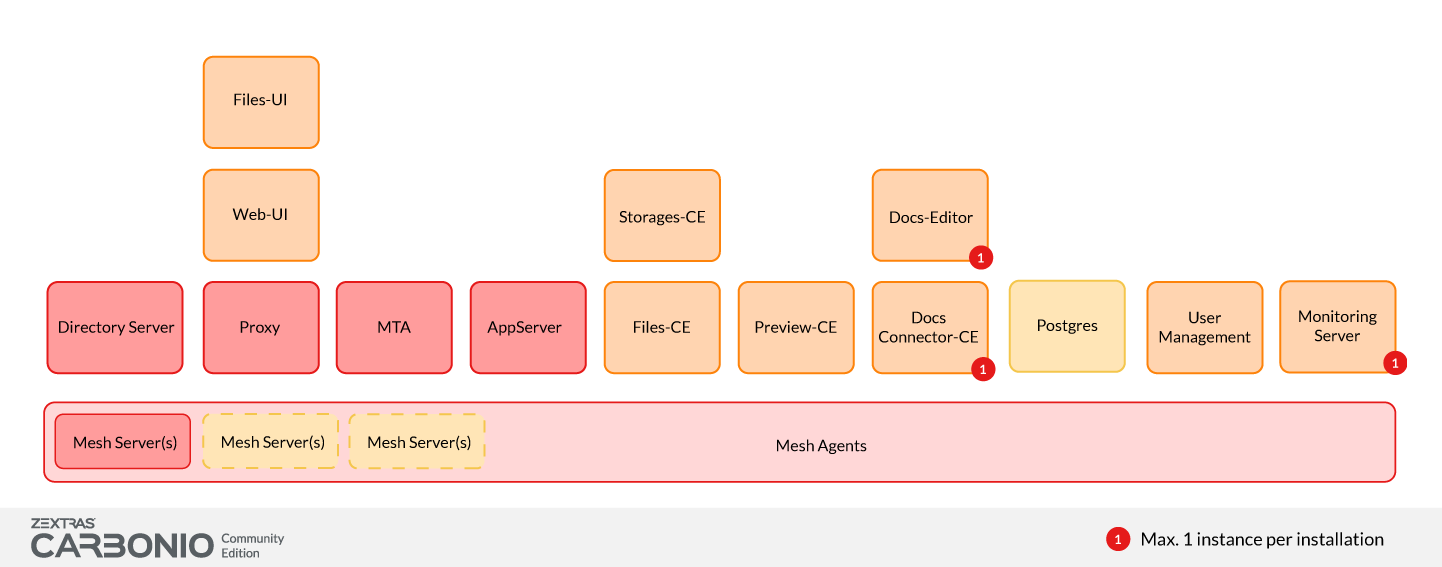 Files-UI
Web-UI
Storages-CE
Docs-Editor
1
Directory Server
Proxy
MTA
AppServer
Files-CE
Preview-CE
Docs
Connector-CE
1
Postgres
User
Management
Monitoring
Server
1
Mesh Server(s)
Mesh Server(s)
Mesh Server(s)
Mesh Agents
ZEXTRAS
CARBONIO
Community
Edition
1 Max. 1 instance per installation